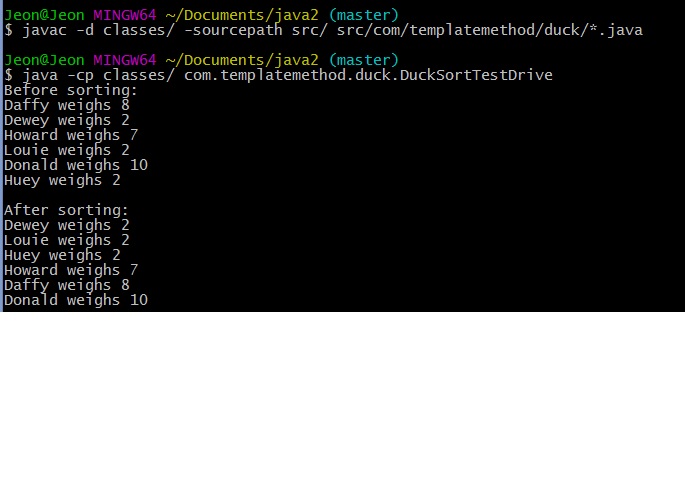 Jeon@Jeon MINGW64 ~/Documents/java2 (master)
$ javac -d classes/ -sourcepath src/ src/com/templatemethod/duck/*.java
Jeon@Jeon MINGW64 ~/Documents/java2 (master)
$ java -cp classes/ com.templatemethod.duck.DuckSortTestDrive
Before sorting:
Daffy weighs 8
Dewey weighs 2
Howard weighs 7
Louie weighs 2
Donald weighs 10
Huey weighs 2
After sorting:
Dewey weighs 2
Louie weighs 2
Huey weighs 2
Howard weighs 7
Daffy weighs 8
Donald weighs 10